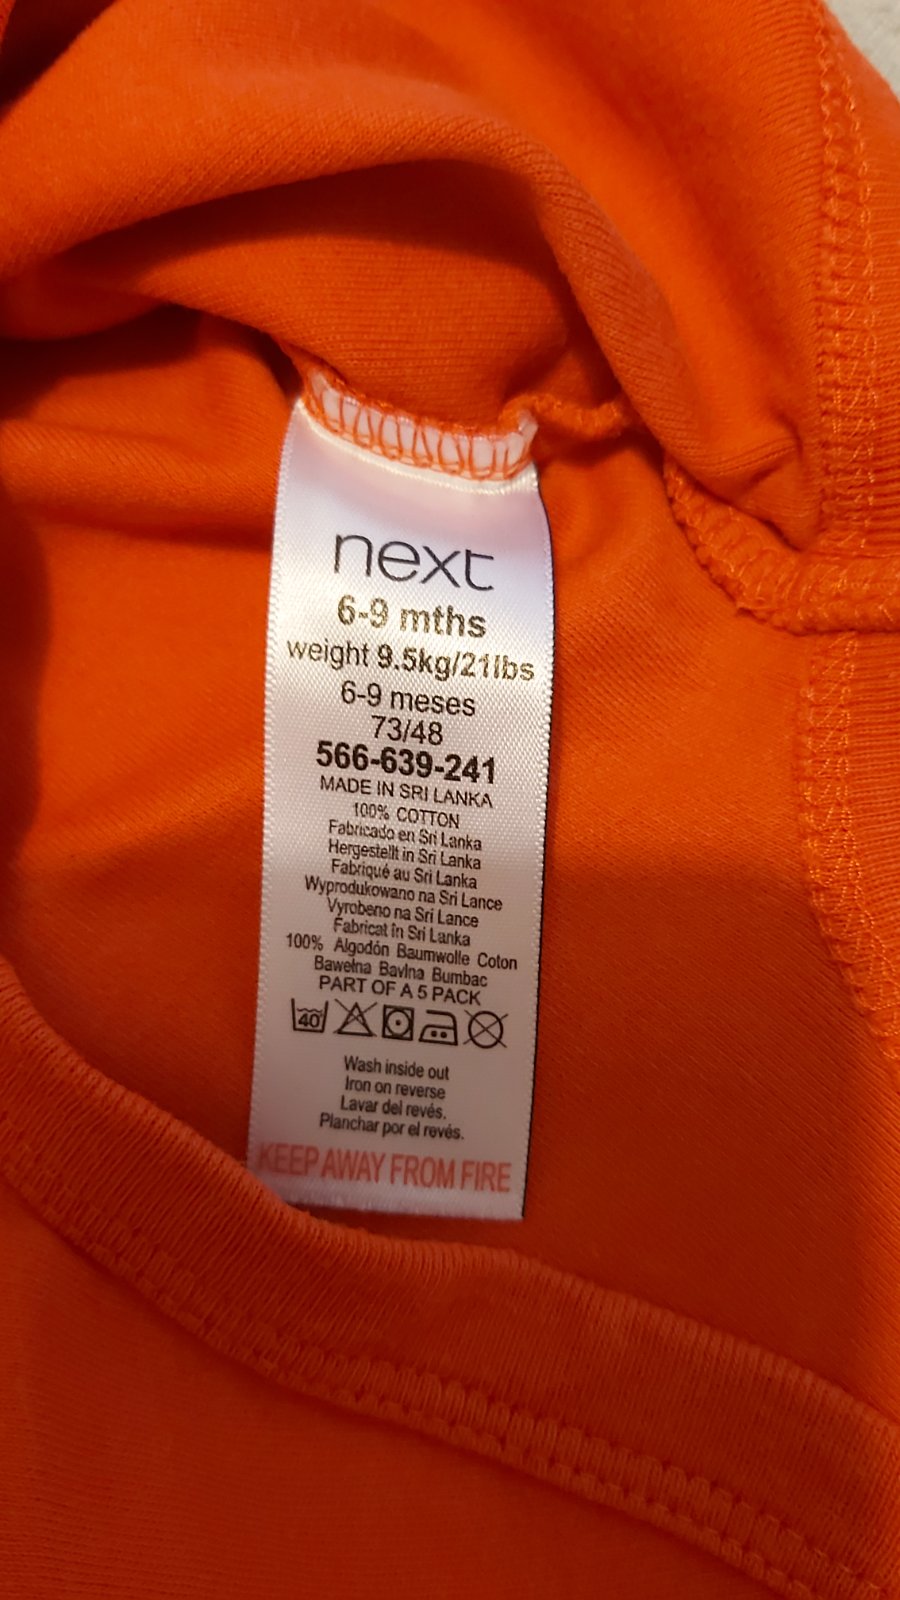 next
6-9 mths
weight 9.5kg/21lbs
6-9 meses
73/48
566-639-241
MADE IN SRI LANKA
100% COTTON
Fabricado en Sri Lanka
Hergestellt in Sri Lanka
Fabriqué au Sri Lanka
Wyprodukowano na Sri Lance
Vyrobeno na Sri Lance
Fabricat în Sri Lanka
100% Algodón Baumwolle Coton
Bawełna Bavlna Bumbac
PART OF A 5 PACK
40
Wash inside out
Iron on reverse
Lavar del revés.
Planchar por el revés.
KEEP AWAY FROM FIRE